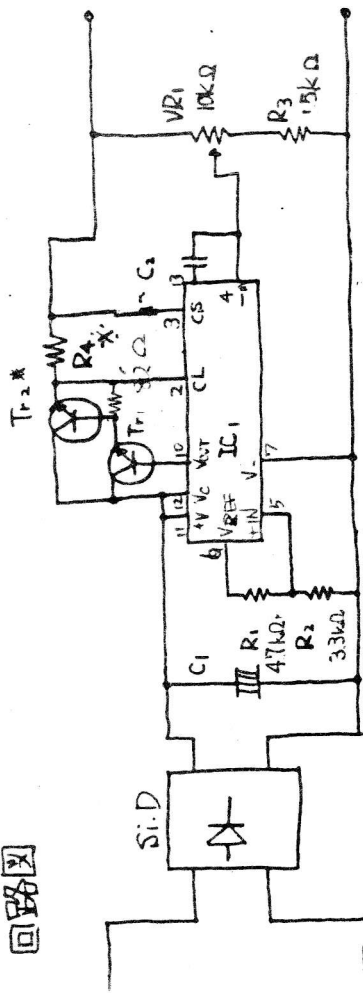 回路図
Si.D
C1
R1
4.7kΩ
R2
3.3kΩ
Tr2*
Tr1
R4
*
Ω
C2
11
12
10
2
3
13
+V
Vc
Vout
CL
CS
IC1
6
VREF
+IN
V-
4
5
7
VR1
10kΩ
R3
1.5kΩ